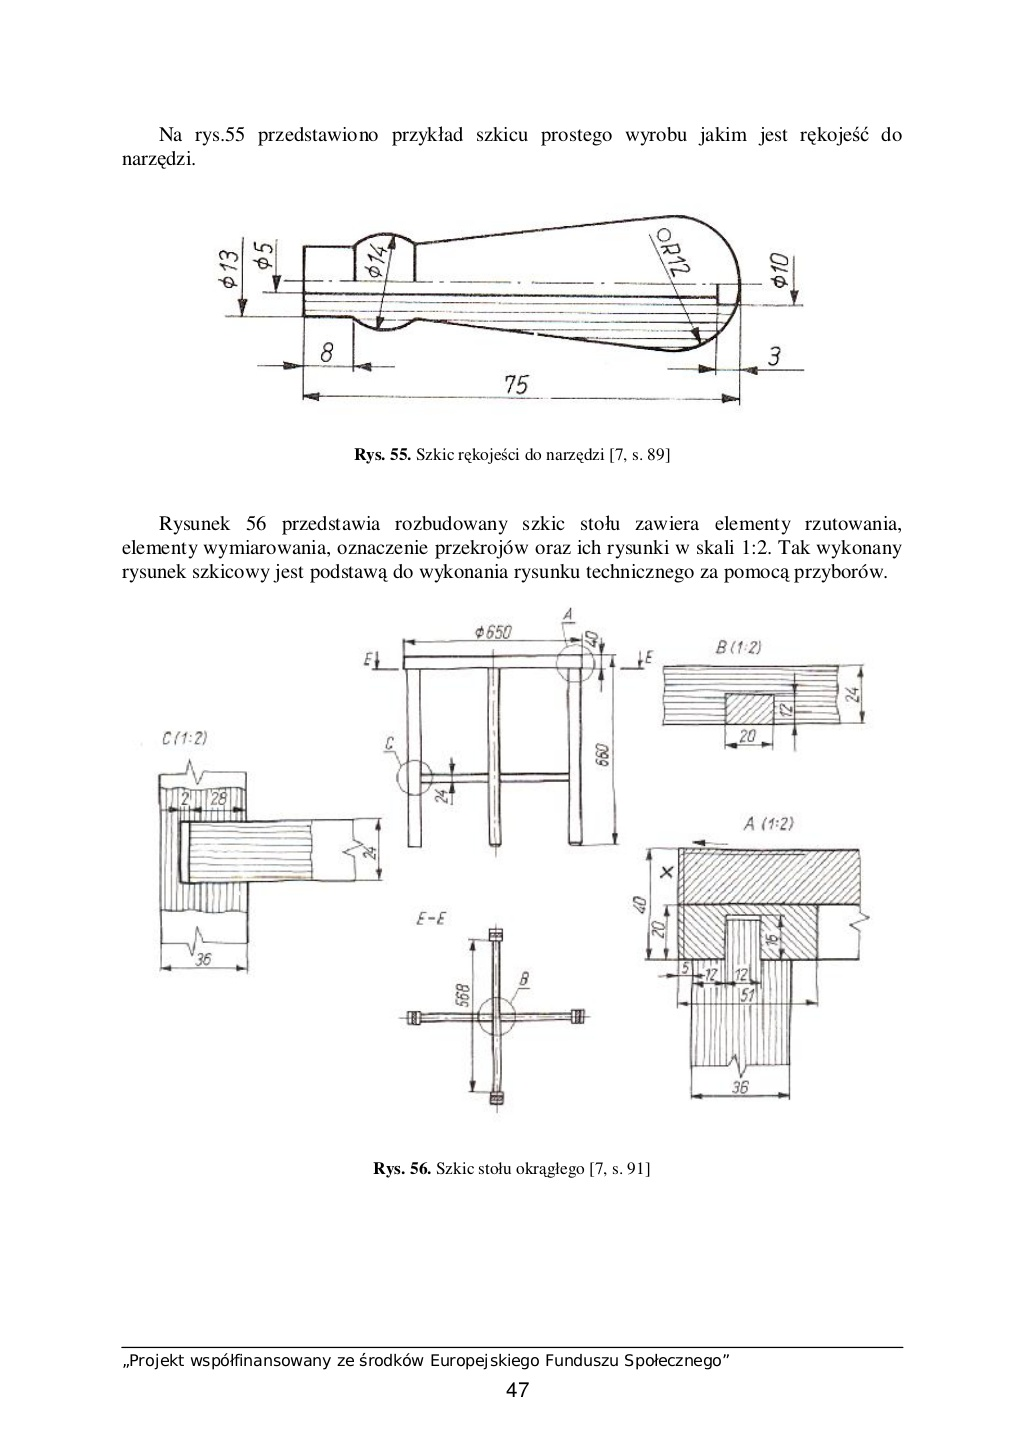 Na rys.55 przedstawiono przykład szkicu prostego wyrobu jakim jest rękojeść do
narzędzi.
ϕ13
ϕ5
ϕ14
○R12
ϕ10
8
3
75
Rys. 55. Szkic rękojeści do narzędzi [7, s. 89]
Rysunek 56 przedstawia rozbudowany szkic stołu zawiera elementy rzutowania,
elementy wymiarowania, oznaczenie przekrojów oraz ich rysunki w skali 1:2. Tak wykonany
rysunek szkicowy jest podstawą do wykonania rysunku technicznego za pomocą przyborów.
A
ϕ650
40
E
E
B (1:2)
24
12
20
C (1:2)
C
660
24
2
28
24
36
A (1:2)
X
40
20
16
5
12
12
51
36
E-E
B
568
Rys. 56. Szkic stołu okrągłego [7, s. 91]
„Projekt współfinansowany ze środków Europejskiego Funduszu Społecznego”
47